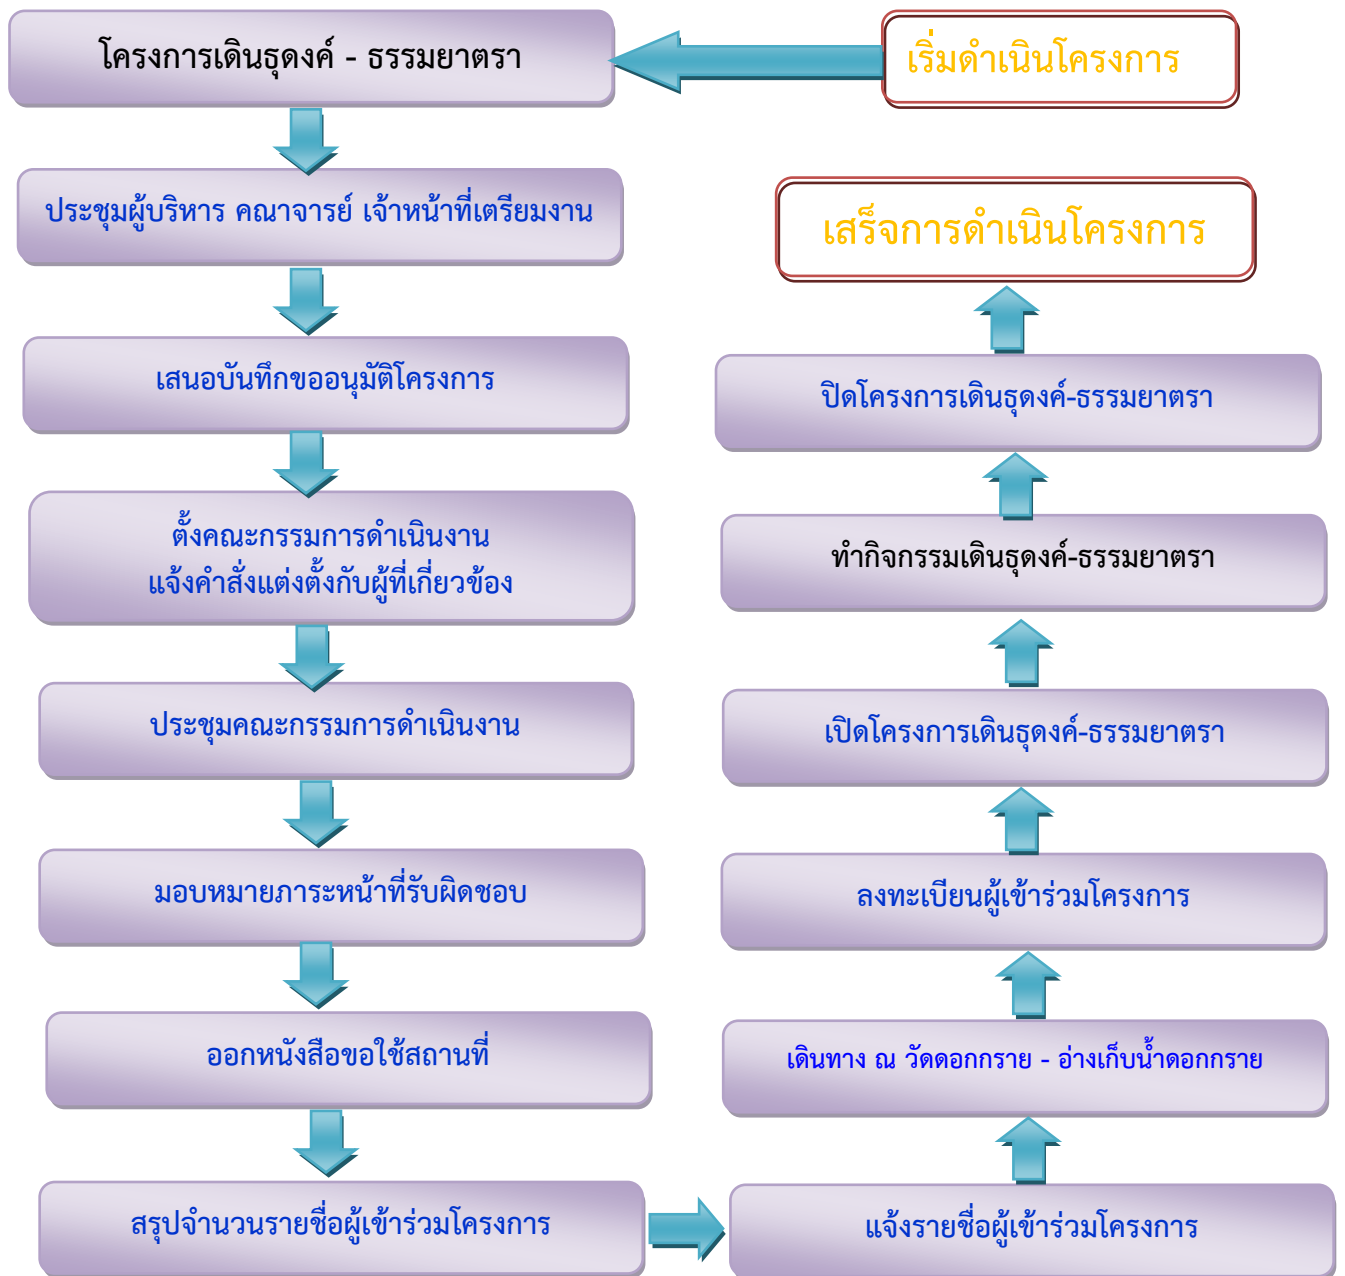 โครงการเดินธุดงค์ - ธรรมยาตรา
เริ่มดำเนินโครงการ
ประชุมผู้บริหาร คณาจารย์ เจ้าหน้าที่เตรียมงาน
เสนอบันทึกขออนุมัติโครงการ
ตั้งคณะกรรมการดำเนินงาน
แจ้งคำสั่งแต่งตั้งกับผู้ที่เกี่ยวข้อง
ประชุมคณะกรรมการดำเนินงาน
มอบหมายภาระหน้าที่รับผิดชอบ
ออกหนังสือขอใช้สถานที่
สรุปจำนวนรายชื่อผู้เข้าร่วมโครงการ
แจ้งรายชื่อผู้เข้าร่วมโครงการ
เดินทาง ณ วัดดอกกราย - อ่างเก็บน้ำดอกกราย
ลงทะเบียนผู้เข้าร่วมโครงการ
เปิดโครงการเดินธุดงค์-ธรรมยาตรา
ทำกิจกรรมเดินธุดงค์-ธรรมยาตรา
ปิดโครงการเดินธุดงค์-ธรรมยาตรา
เสร็จการดำเนินโครงการ